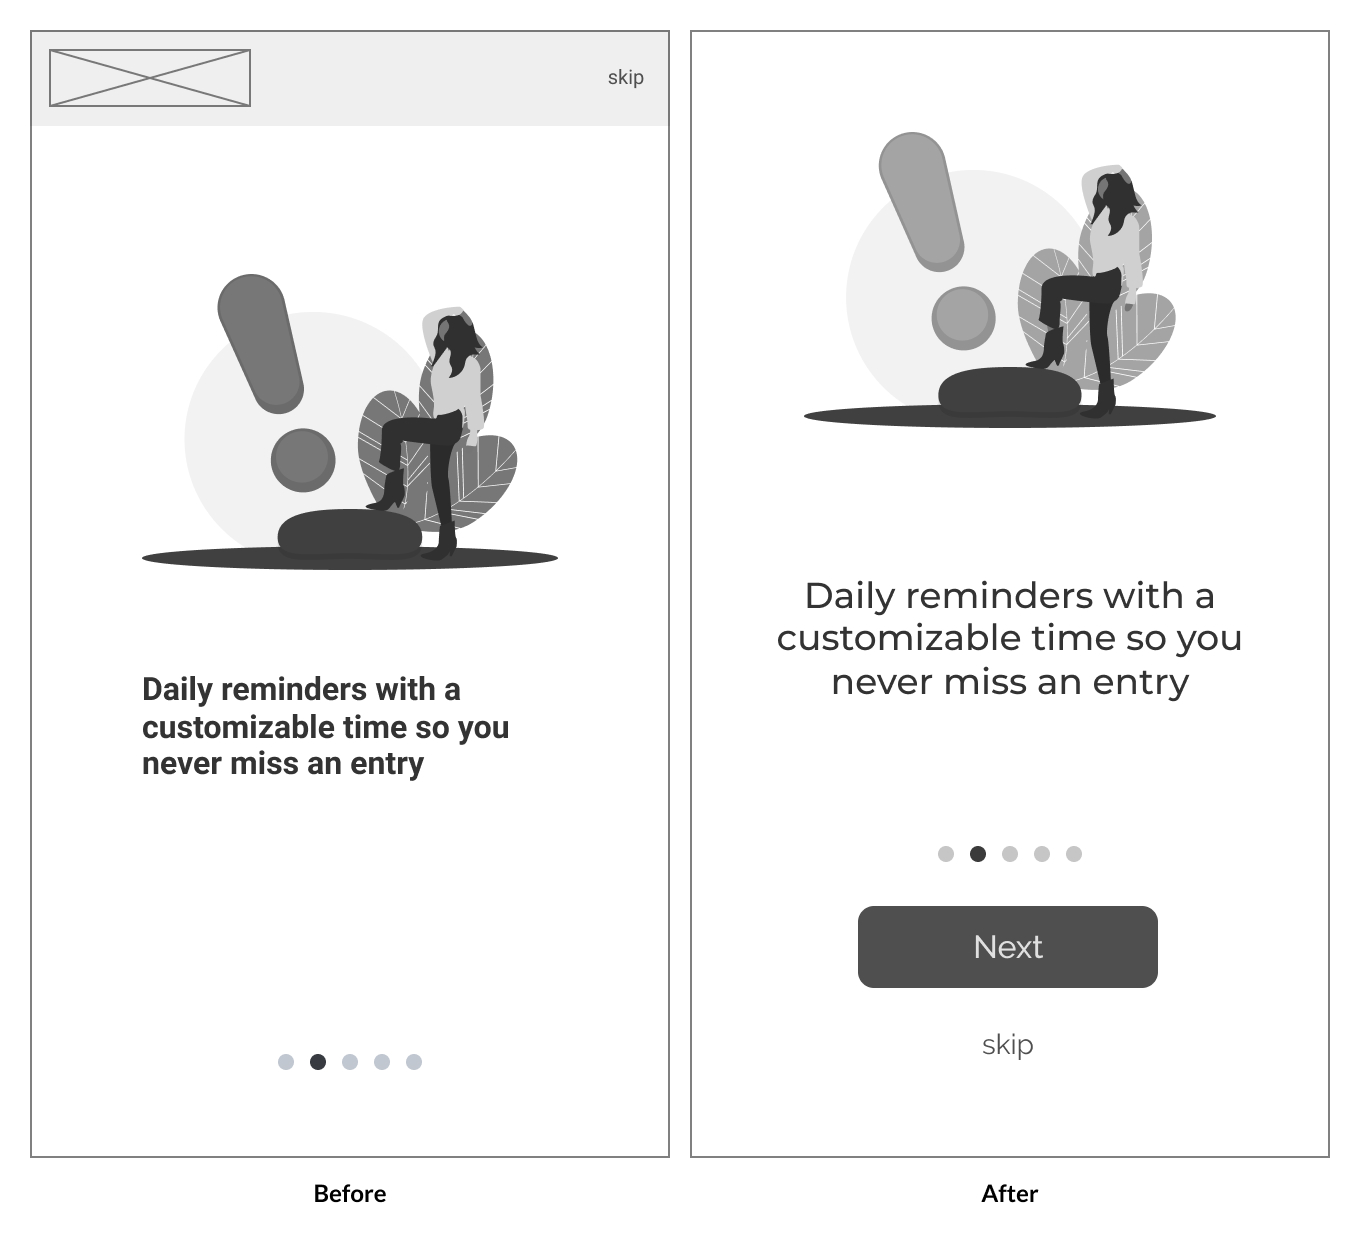 skip
Daily reminders with a
customizable time so you
never miss an entry
Before
Daily reminders with a
customizable time so you
never miss an entry
Next
skip
After